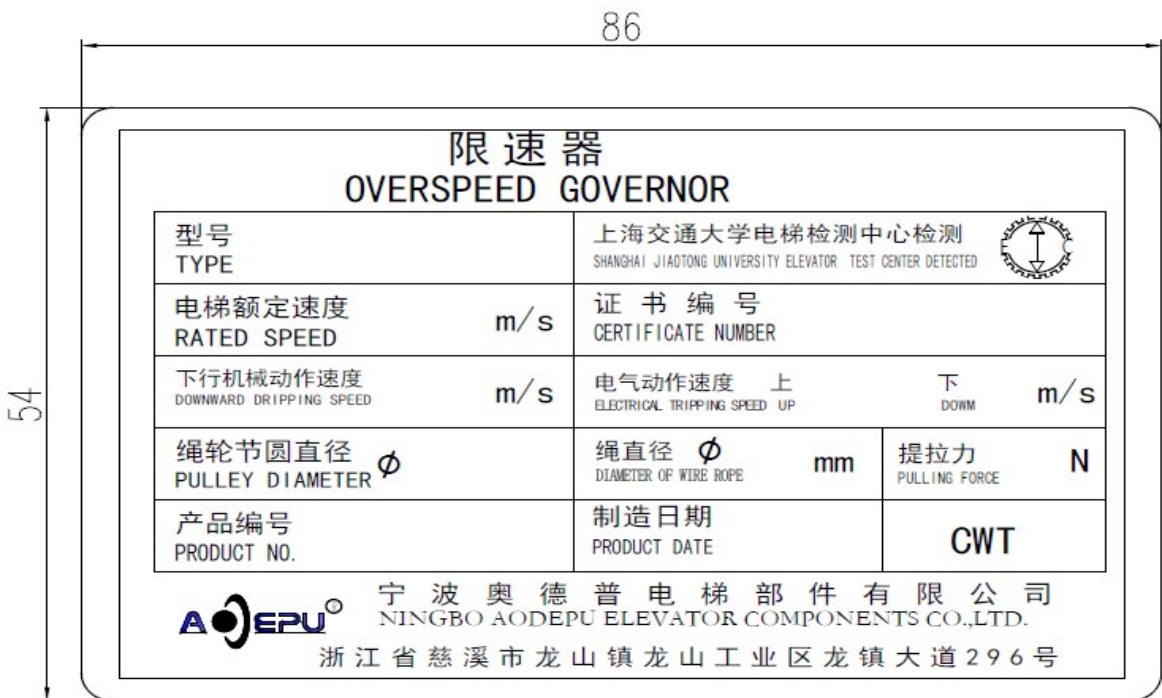 86
54
限速器
OVERSPEED GOVERNOR
型号
TYPE
上海交通大学电梯检测中心检测
SHANGHAI JIAOTONG UNIVERSITY ELEVATOR TEST CENTER DETECTED
电梯额定速度
RATED SPEED
m/s
证书编号
CERTIFICATE NUMBER
下行机械动作速度
DOWNWARD DRIPPING SPEED
m/s
电气动作速度 上 下
ELECTRICAL TRIPPING SPEED UP DOWM
m/s
绳轮节圆直径
PULLEY DIAMETER φ
绳直径 φ
DIAMETER OF WIRE ROPE
mm
提拉力
PULLING FORCE
N
产品编号
PRODUCT NO.
制造日期
PRODUCT DATE
CWT
AODEPU®
宁波奥德普电梯部件有限公司
NINGBO AODEPU ELEVATOR COMPONENTS CO.,LTD.
浙江省慈溪市龙山镇龙山工业区龙镇大道296号